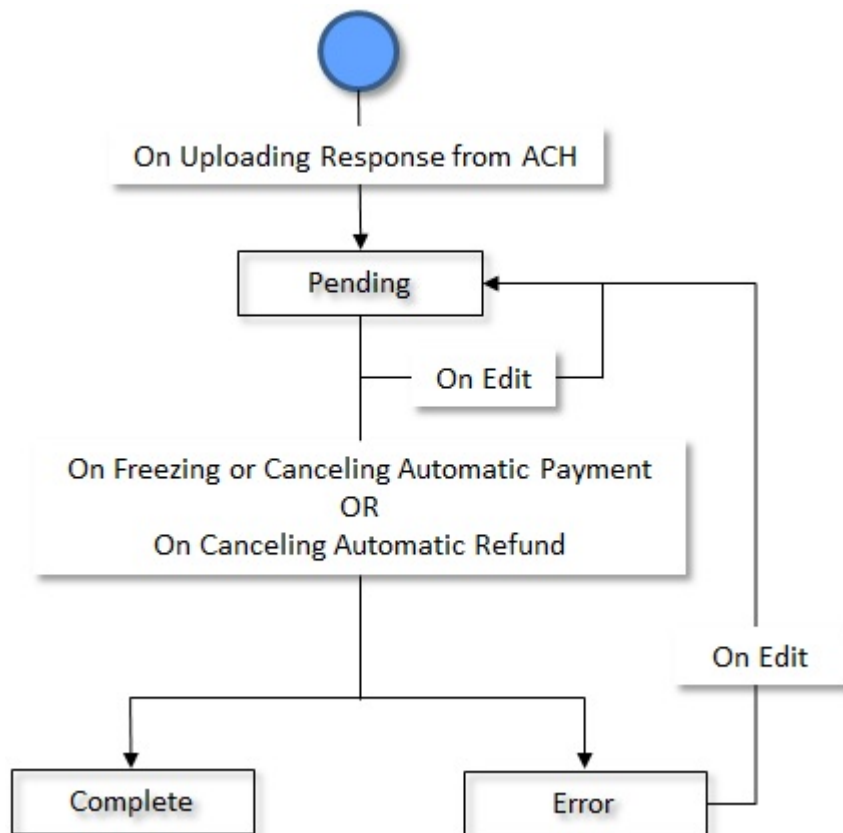 On Uploading Response from ACH
Pending
On Edit
On Freezing or Canceling Automatic Payment
OR
On Canceling Automatic Refund
On Edit
Complete
Error